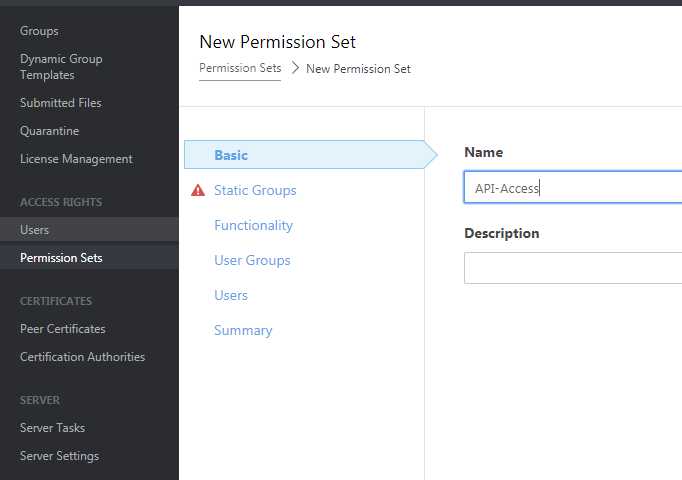 Groups
Dynamic Group
Templates
Submitted Files
Quarantine
License Management
ACCESS RIGHTS
Users
Permission Sets
CERTIFICATES
Peer Certificates
Certification Authorities
SERVER
Server Tasks
Server Settings
New Permission Set
Permission Sets > New Permission Set
Basic
Static Groups
Functionality
User Groups
Users
Summary
Name
API-Access
Description